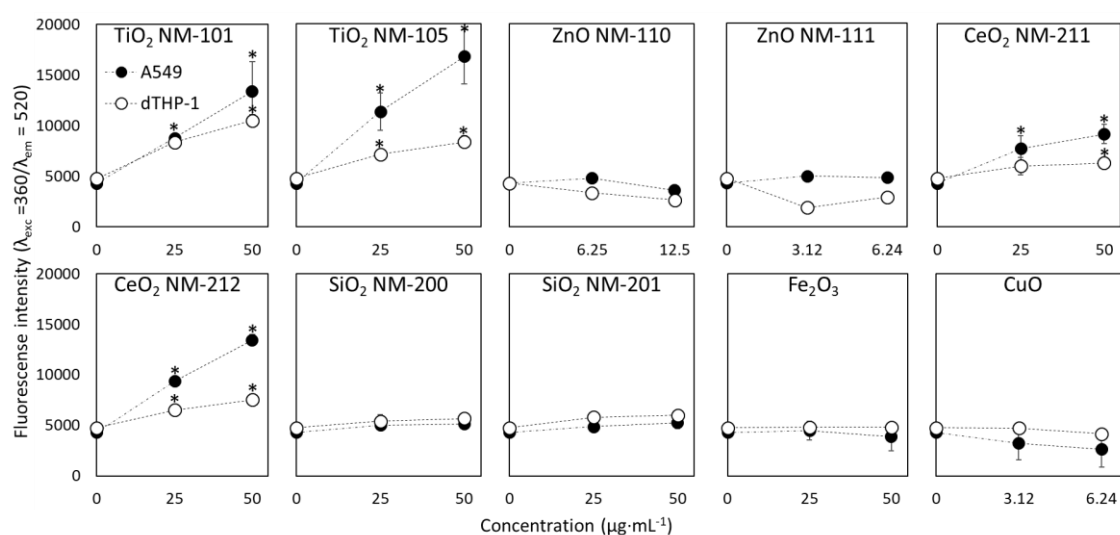 Fluorescense intensity (λexc =360/λem = 520)
TiO2 NM-101
TiO2 NM-105
ZnO NM-110
ZnO NM-111
CeO2 NM-211
A549
dTHP-1
20000
15000
10000
5000
0
* * *
* * * *
* * *
0 25 50
0 25 50
0 6.25 12.5
0 3.12 6.24
0 25 50
CeO2 NM-212
SiO2 NM-200
SiO2 NM-201
Fe2O3
CuO
20000
15000
10000
5000
0
* * * *
0 25 50
0 25 50
0 25 50
0 25 50
0 3.12 6.24
Concentration (µg·mL-1)